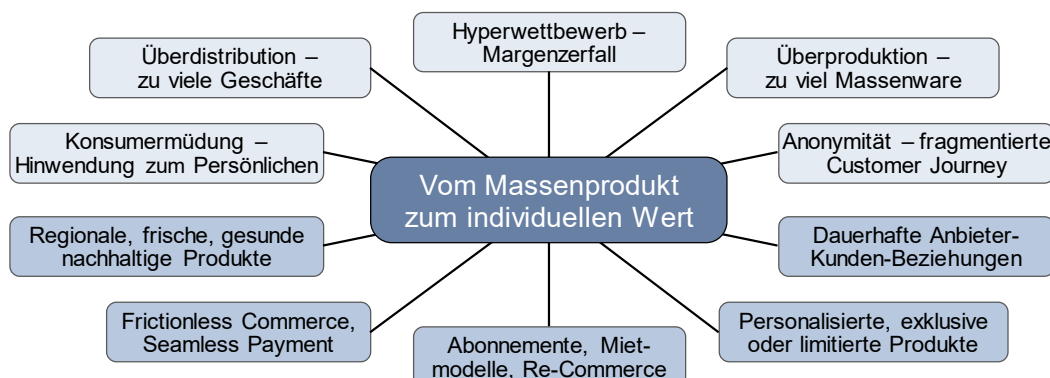 Hyperwettbewerb –
Margenzerfall
Überdistribution –
zu viele Geschäfte
Überproduktion –
zu viel Massenware
Konsumermüdung –
Hinwendung zum Persönlichen
Anonymität – fragmentierte
Customer Journey
Vom Massenprodukt
zum individuellen Wert
Regionale, frische, gesunde
nachhaltige Produkte
Dauerhafte Anbieter-
Kunden-Beziehungen
Frictionless Commerce,
Seamless Payment
Personalisierte, exklusive
oder limitierte Produkte
Abonnemente, Miet-
modelle, Re-Commerce